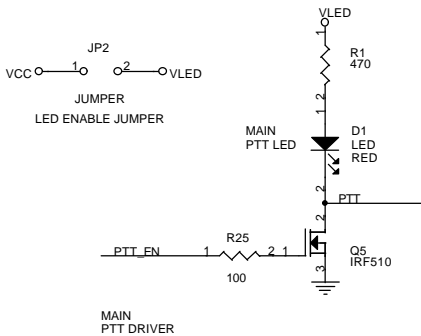 VLED
JP2
VCC 1 2 VLED
JUMPER
LED ENABLE JUMPER
1
R1
470
2
1
MAIN
PTT LED
D1
LED
RED
2
PTT
2
PTT_EN 1 R25 2 1
100
Q5
IRF510
3
MAIN
PTT DRIVER